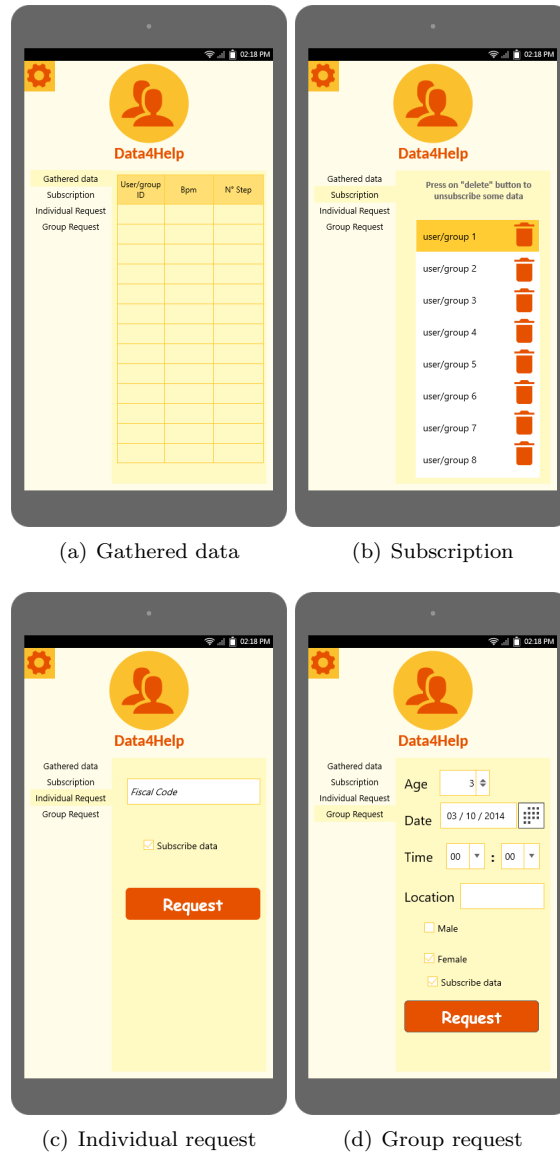 02:18 PM
Data4Help
Gathered data
Subscription
Individual Request
Group Request
User/group ID
Bpm
N° Step
(a) Gathered data
02:18 PM
Data4Help
Gathered data
Subscription
Individual Request
Group Request
Press on "delete" button to
unsubscribe some data
user/group 1
user/group 2
user/group 3
user/group 4
user/group 5
user/group 6
user/group 7
user/group 8
(b) Subscription
02:18 PM
Data4Help
Gathered data
Subscription
Individual Request
Group Request
Fiscal Code
Subscribe data
Request
(c) Individual request
02:18 PM
Data4Help
Gathered data
Subscription
Individual Request
Group Request
Age 3
Date 03 / 10 / 2014
Time 00 : 00
Location
Male
Female
Subscribe data
Request
(d) Group request